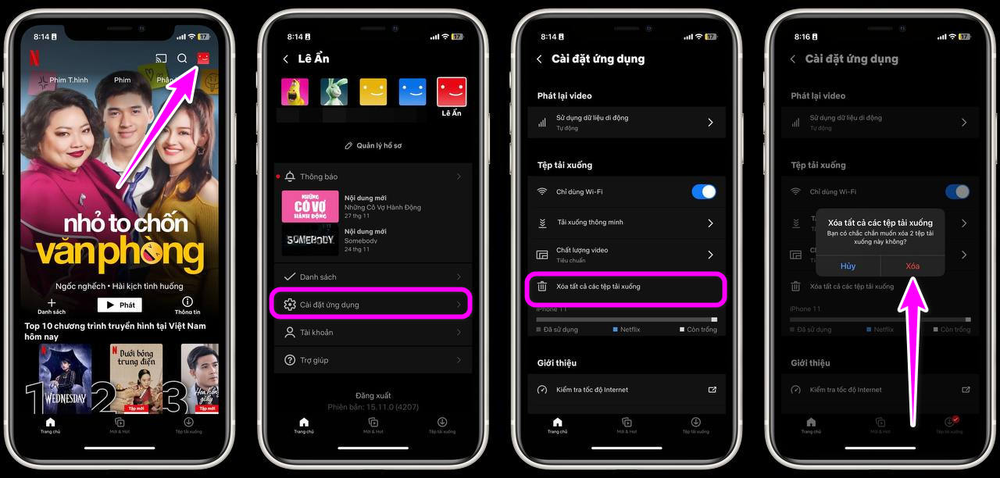 8:14
17
N
Phim T.hình
Phim
Phân
nhỏ to chốn
văn phòng
Ngốc nghếch • Hài kịch tình huống
Danh sách
Phát
Thông tin
Top 10 chương trình truyền hình tại Việt Nam
hôm nay
1
WEDNESDAY
2
N
Dưới bóng
trung điện
Tập mới
3
Hoa hồng
giấy
Tập mới
Trang chủ
Mới & Hot
Tệp tải xuống
8:14
17
Lê Ẩn
Lê Ẩn
Quản lý hồ sơ
Thông báo
NHỮNG
CÔ VỢ
HÀNH ĐỘNG
Nội dung mới
Những Cô Vợ Hành Động
27 thg 11
SOMEBODY
Nội dung mới
Somebody
24 thg 11
Danh sách
Cài đặt ứng dụng
Tài khoản
Trợ giúp
Đăng xuất
Phiên bản: 15.11.0 (4207)
Trang chủ
Mới & Hot
Tệp tải xuống
8:14
17
Cài đặt ứng dụng
Phát lại video
Sử dụng dữ liệu di động
Tự động
Tệp tải xuống
Chỉ dùng Wi-Fi
Tải xuống thông minh
Chất lượng video
Tiêu chuẩn
Xóa tất cả các tệp tải xuống
iPhone 11
Đã sử dụng
Netflix
Còn trống
Giới thiệu
Kiểm tra tốc độ Internet
Trang chủ
Mới & Hot
Tệp tải xuống
8:16
17
Cài đặt ứng dụng
Phát lại video
Sử dụng dữ liệu di động
Tự động
Tệp tải xuống
Chỉ dùng Wi-Fi
Xóa tất cả các tệp tải xuống
Bạn có chắc chắn muốn xóa 2 tệp tải
xuống này không?
Hủy
Xóa
Xóa tất cả các tệp tải xuống
iPhone 11
Đã sử dụng
Netflix
Còn trống
Giới thiệu
Kiểm tra tốc độ Internet
Trang chủ
Mới & Hot
Tệp tải xuống